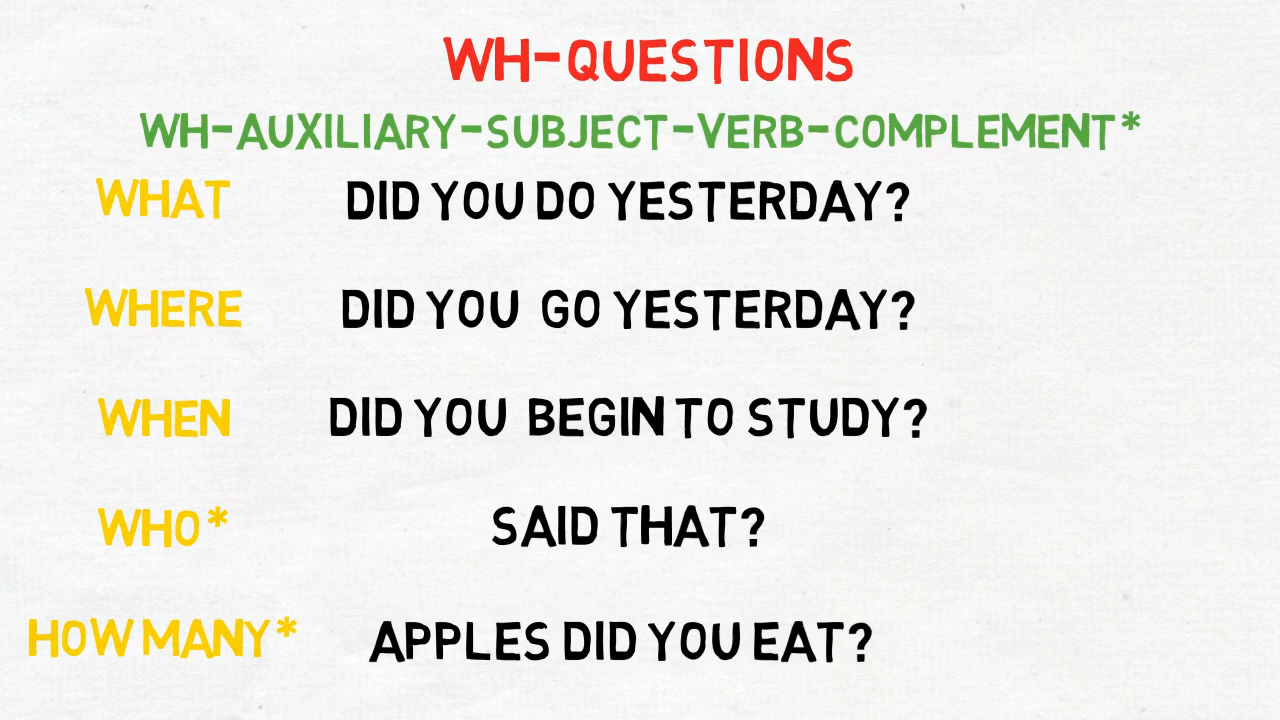 WH-QUESTIONS
WH-AUXILIARY-SUBJECT-VERB-COMPLEMENT*
WHAT DID YOU DO YESTERDAY?
WHERE DID YOU GO YESTERDAY?
WHEN DID YOU BEGIN TO STUDY?
WHO* SAID THAT?
HOW MANY* APPLES DID YOU EAT?